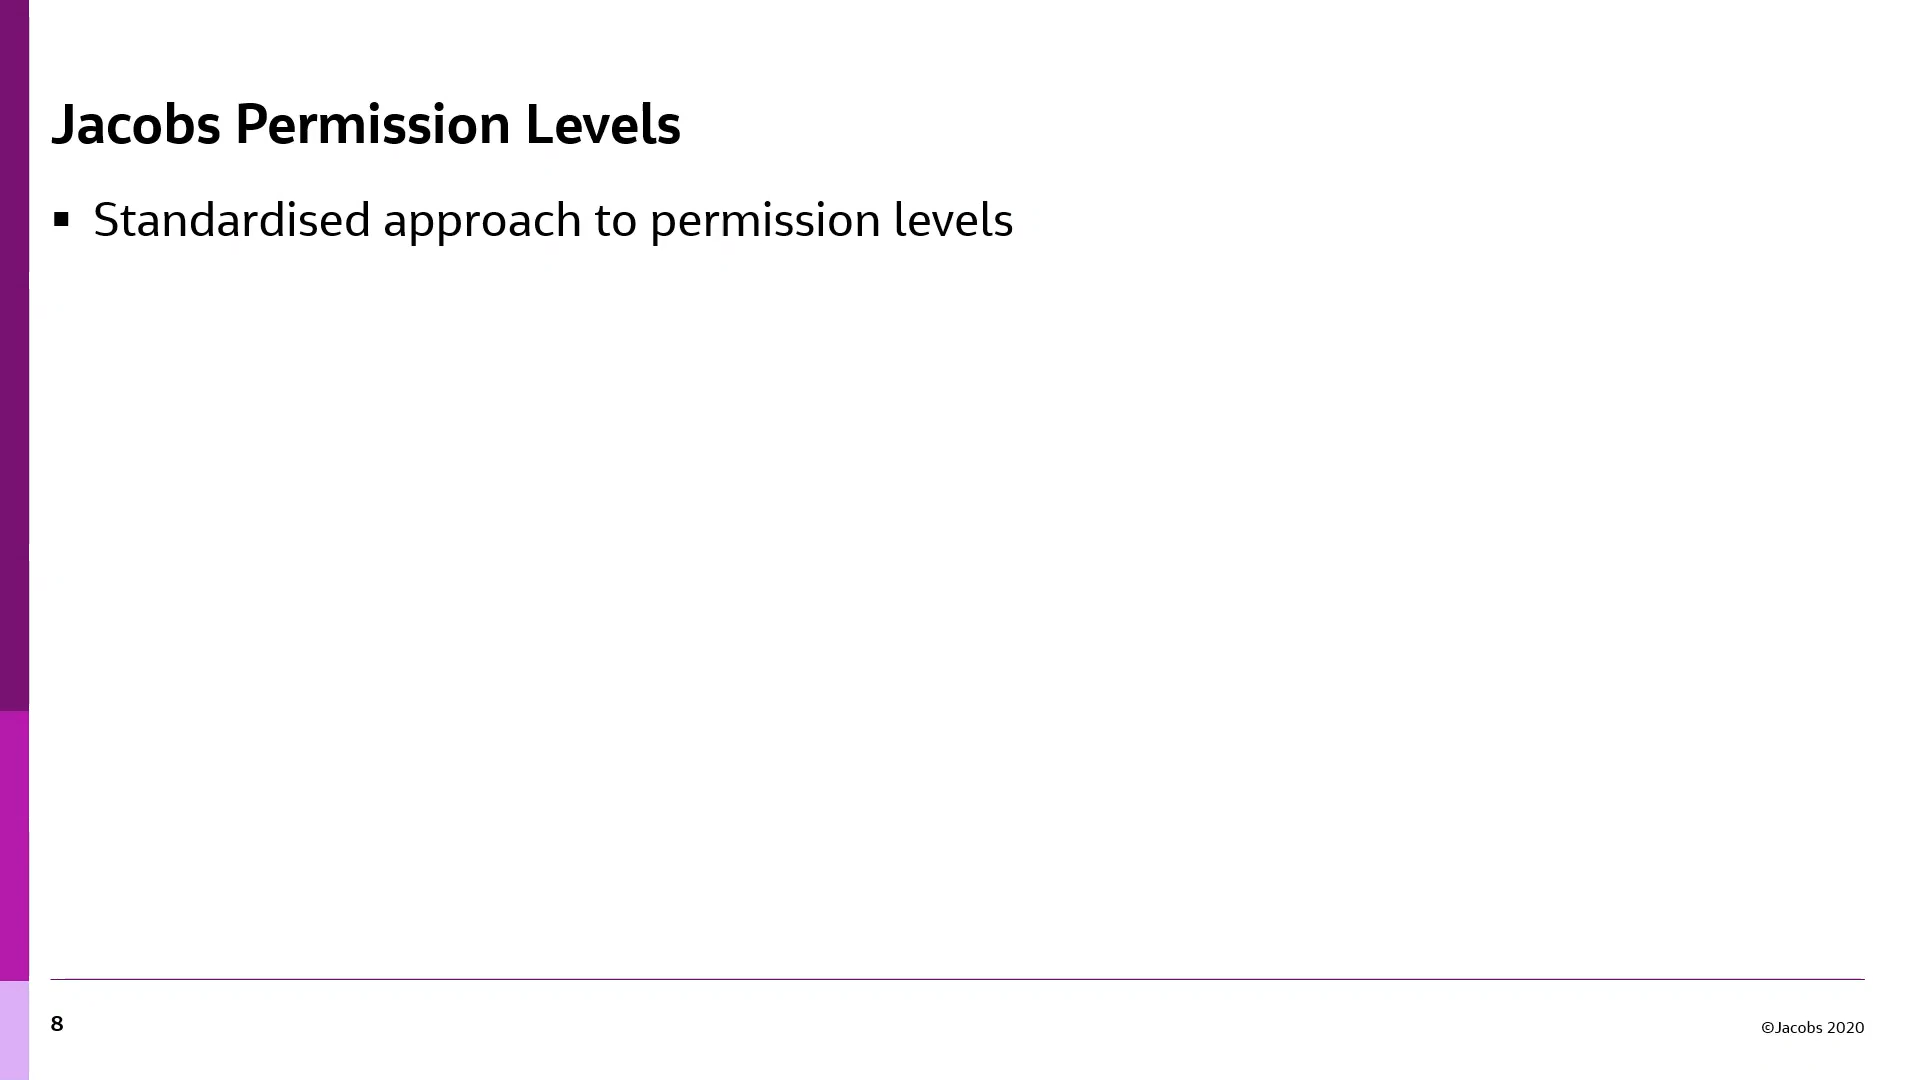 Jacobs Permission Levels
▪ Standardised approach to permission levels
8
©Jacobs 2020